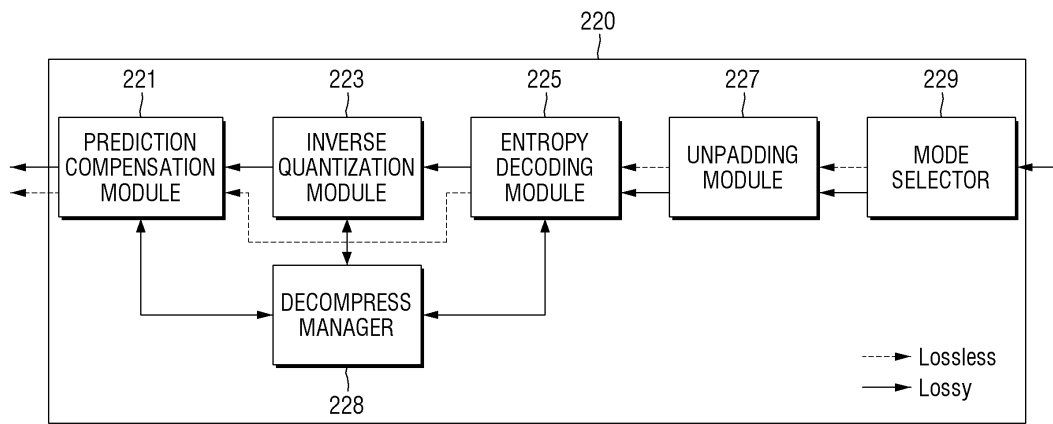 220
221
223
225
227
229
PREDICTION
COMPENSATION
MODULE
INVERSE
QUANTIZATION
MODULE
ENTROPY
DECODING
MODULE
UNPADDING
MODULE
MODE
SELECTOR
DECOMPRESS
MANAGER
228
Lossless
Lossy